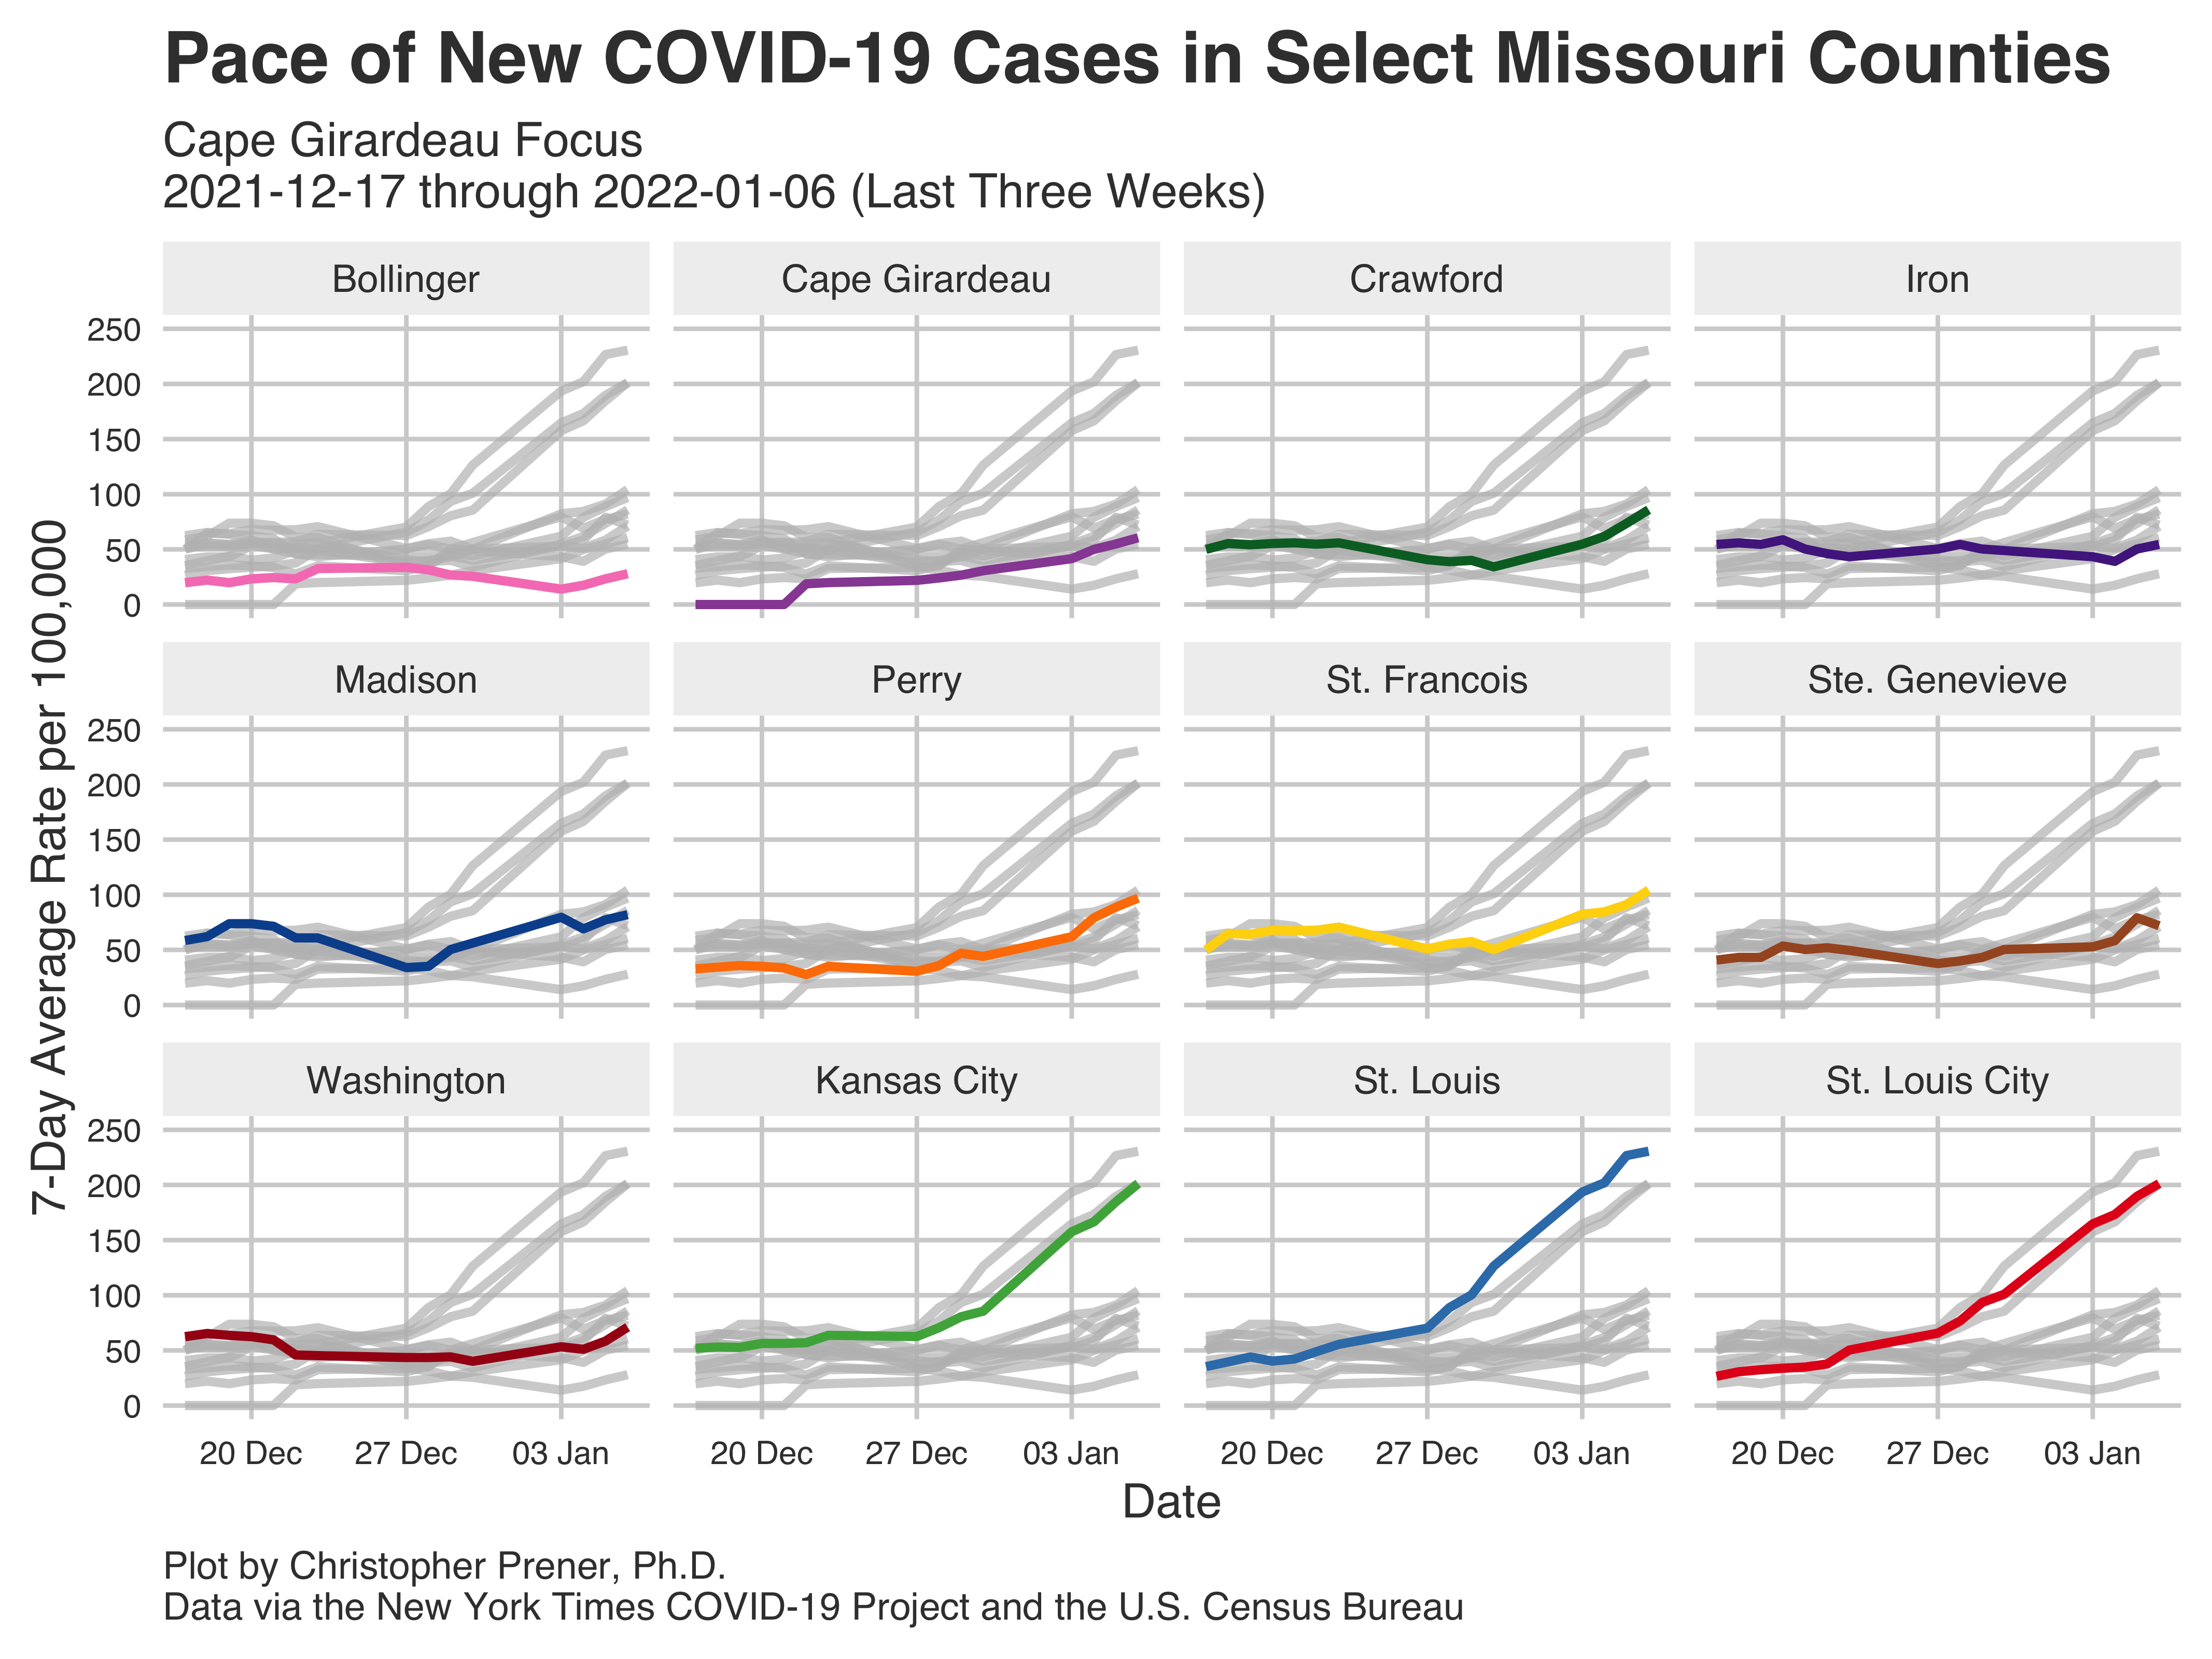 Pace of New COVID-19 Cases in Select Missouri Counties
Cape Girardeau Focus
2021-12-17 through 2022-01-06 (Last Three Weeks)
7-Day Average Rate per 100,000
Bollinger
Cape Girardeau
Crawford
Iron
250
200
150
100
50
0
Madison
Perry
St. Francois
Ste. Genevieve
250
200
150
100
50
0
Washington
Kansas City
St. Louis
St. Louis City
250
200
150
100
50
0
20 Dec 27 Dec 03 Jan
20 Dec 27 Dec 03 Jan
20 Dec 27 Dec 03 Jan
20 Dec 27 Dec 03 Jan
Date
Plot by Christopher Prener, Ph.D.
Data via the New York Times COVID-19 Project and the U.S. Census Bureau